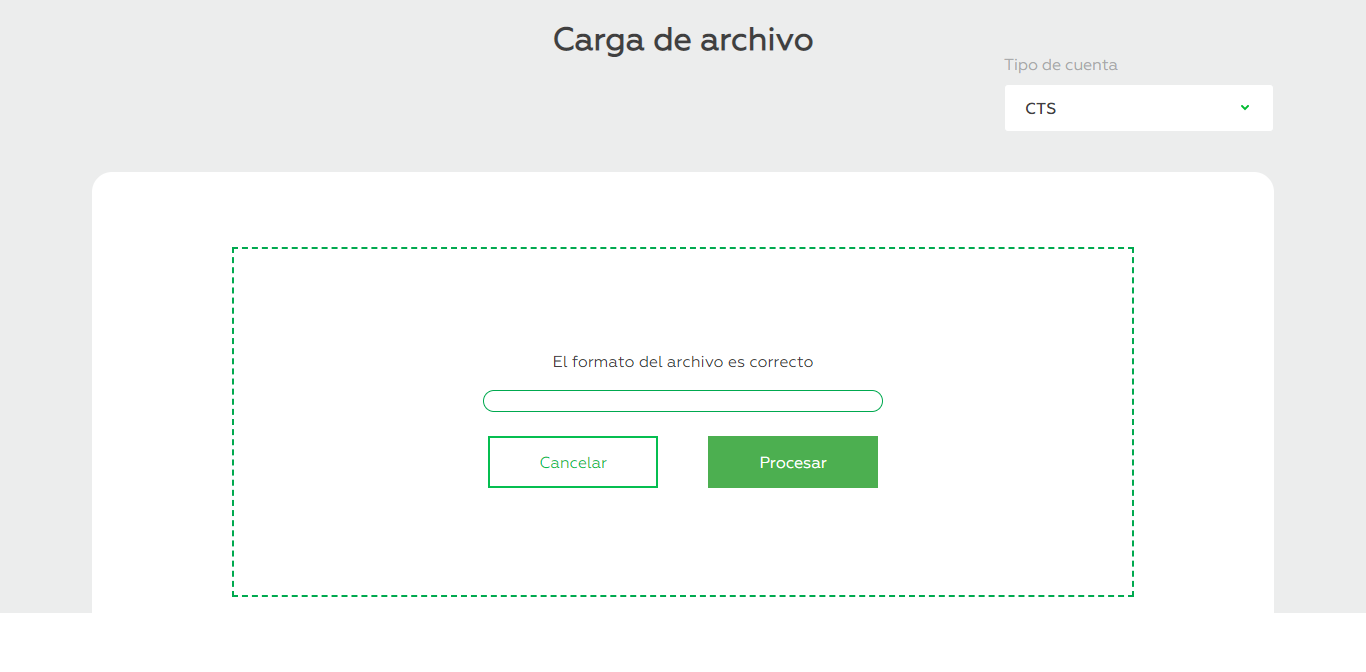 Carga de archivo
Tipo de cuenta
CTS
El formato del archivo es correcto
Cancelar
Procesar